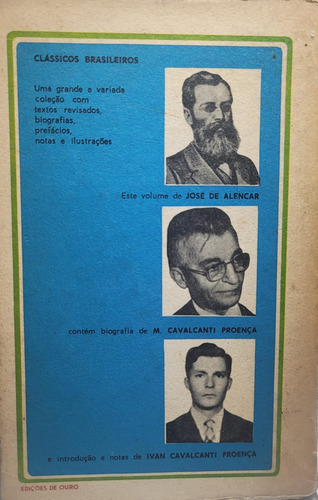 CLÁSSICOS BRASILEIROS
Uma grande e variada
coleção com
textos revisados,
biografias,
prefácios,
notas e ilustrações
Este volume de JOSÉ DE ALENCAR
contém biografia de M. CAVALCANTI PROENÇA
e introdução e notas de IVAN CAVALCANTI PROENÇA
EDIÇÕES DE OURO